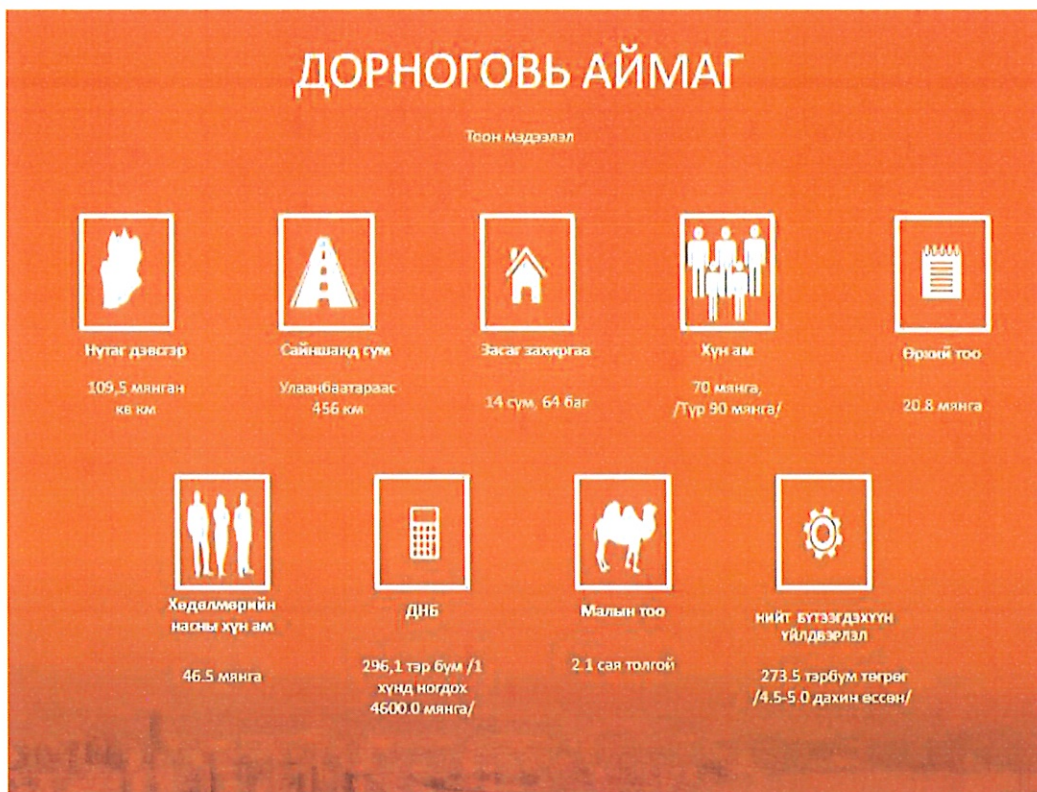 ДОРНОГОВЬ АЙМАГ
Тоон мэдээлэл
Нутаг дэвсгэр
109,5 мянган
кв км
Сайншанд сум
Улаанбаатараас
456 км
Засаг захиргаа
14 сум, 64 баг
Хүн ам
70 мянга,
/Түр 90 мянга/
Өрхийн тоо
20.8 мянга
Хөдөлмөрийн
насны хүн ам
46.5 мянга
ДНБ
296,1 тэр бум /1
хүнд ногдох
4600.0 мянга/
Малын тоо
2.1 сая толгой
НИЙТ БҮТЭЭГДЭХҮҮН
ҮЙЛДВЭРЛЭЛ
273.5 тэрбум төгрөг
/4.5-5.0 дахин өссөн/